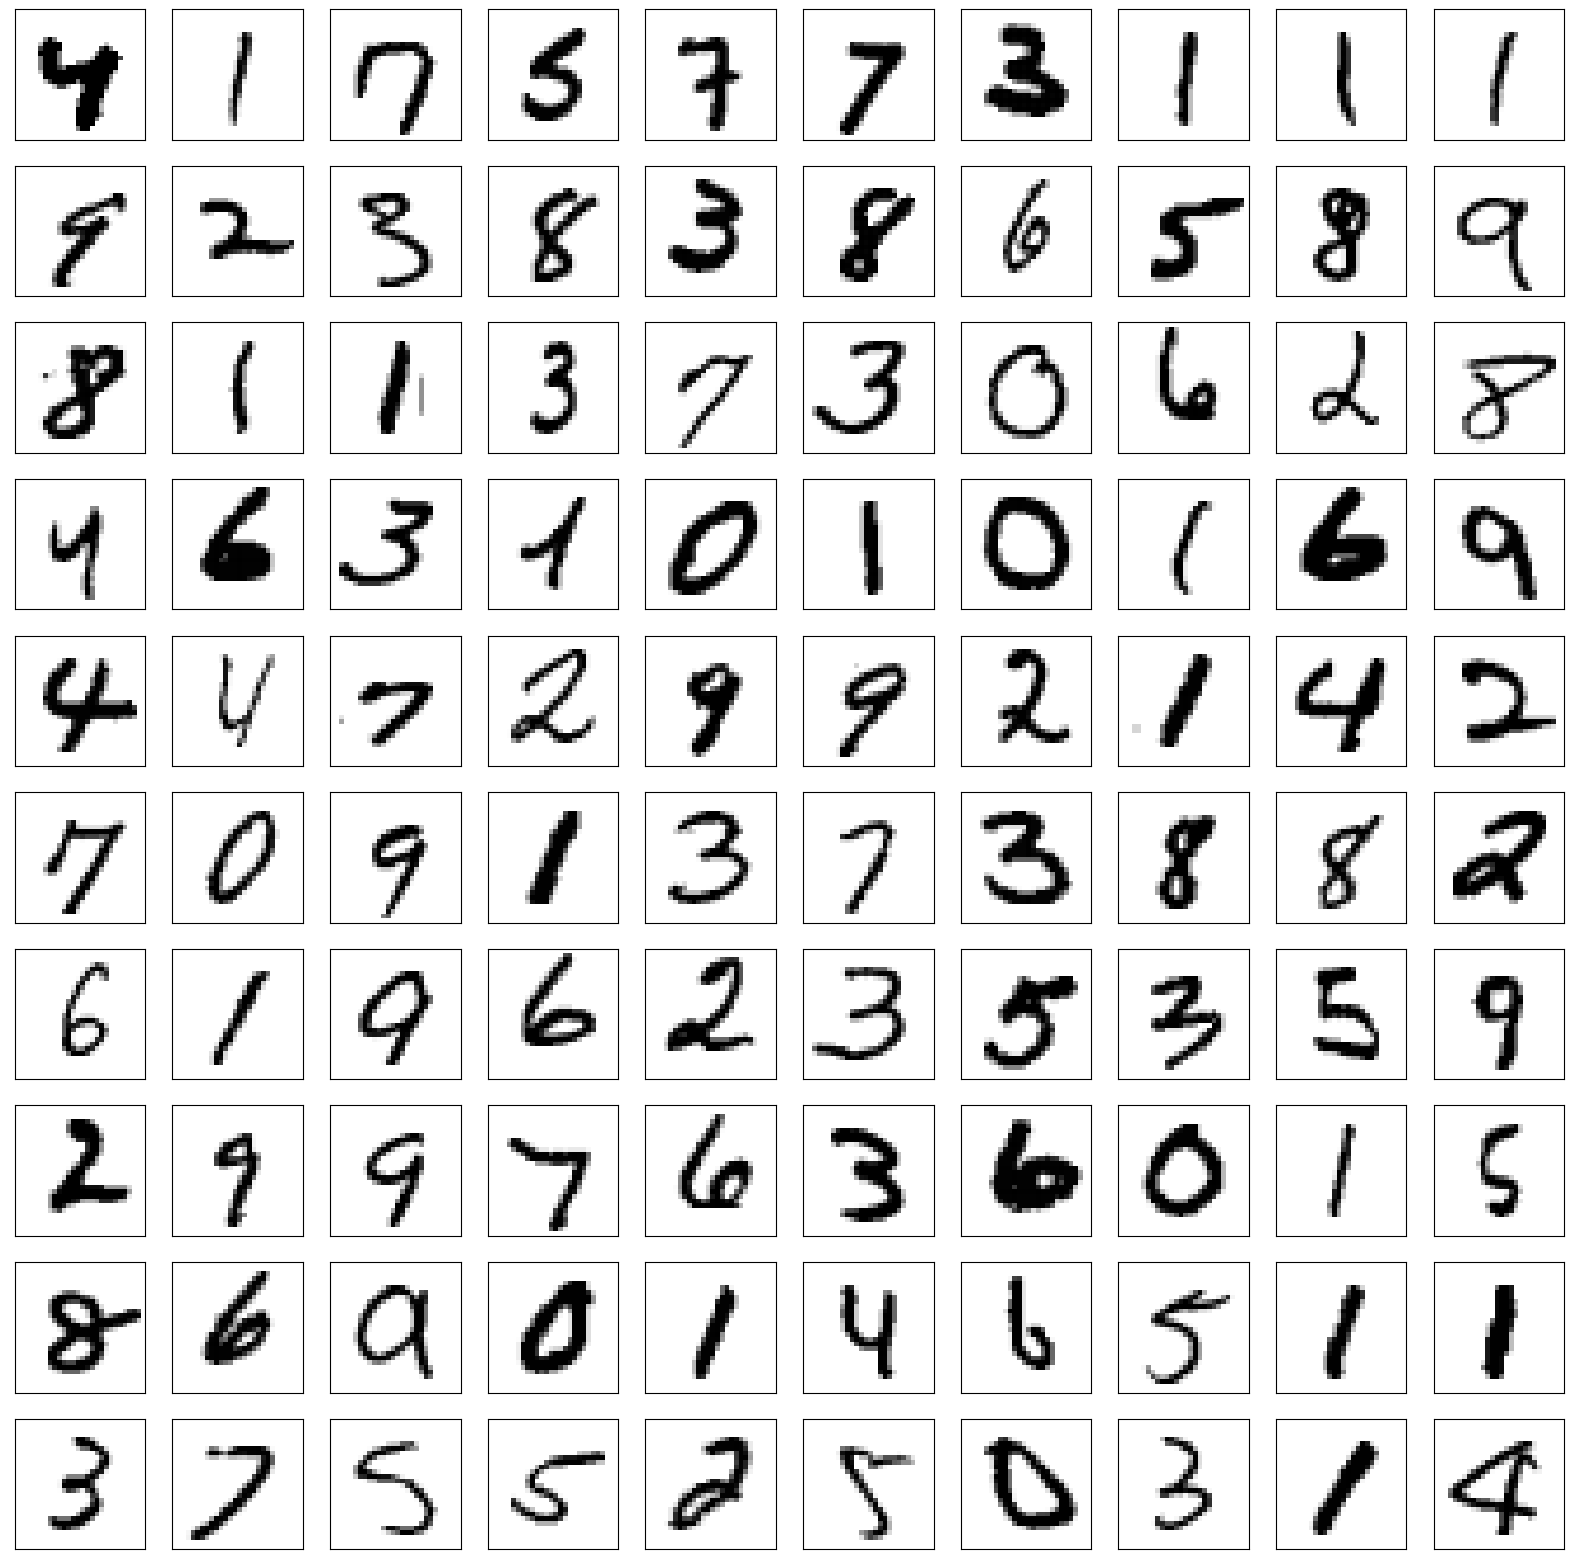 4 1 7 5 7 7 3 1 1 1
9 2 3 8 3 8 6 5 8 9
8 1 1 3 7 3 0 6 2 8
4 6 3 1 0 1 0 1 6 9
4 4 7 2 9 9 2 1 4 2
7 0 9 1 3 7 3 8 8 2
6 1 9 6 2 3 5 3 5 9
2 9 9 7 6 3 6 0 1 5
8 6 9 0 1 4 6 5 1 1
3 7 5 5 2 5 0 3 1 4